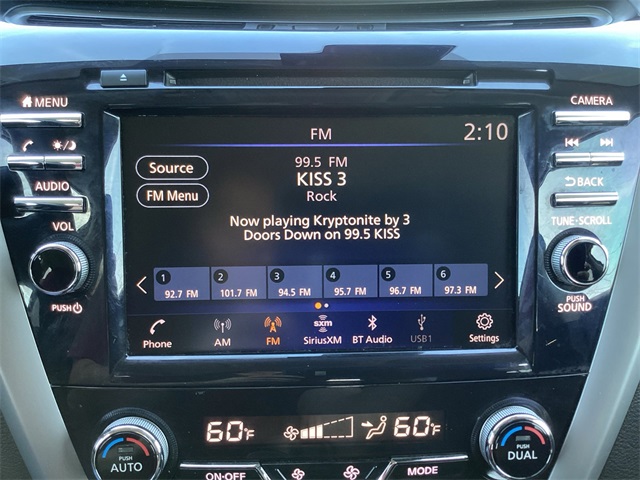 MENU
CAMERA
FM
2:10
Source
99.5 FM
KISS 3
FM Menu
Rock
AUDIO
BACK
VOL
TUNE·SCROLL
Now playing Kryptonite by 3
Doors Down on 99.5 KISS
1 2 3 4 5 6
92.7 FM 101.7 FM 94.5 FM 95.7 FM 96.7 FM 97.3 FM
PUSH
PUSH
SOUND
Phone AM FM SiriusXM BT Audio USB1 Settings
sxm
60°F
60°F
PUSH
AUTO
PUSH
DUAL
ON·OFF
MODE